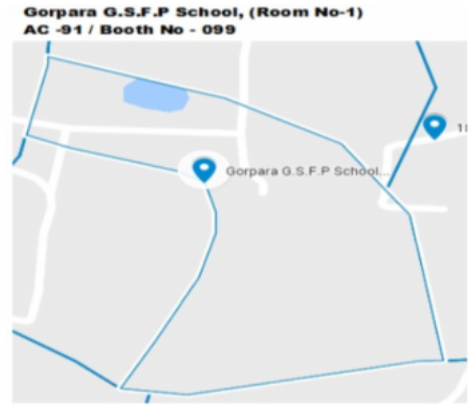 Gorpara G.S.F.P School, (Room No-1)
AC -91 / Booth No - 099
Gorpara G.S.F.P School...